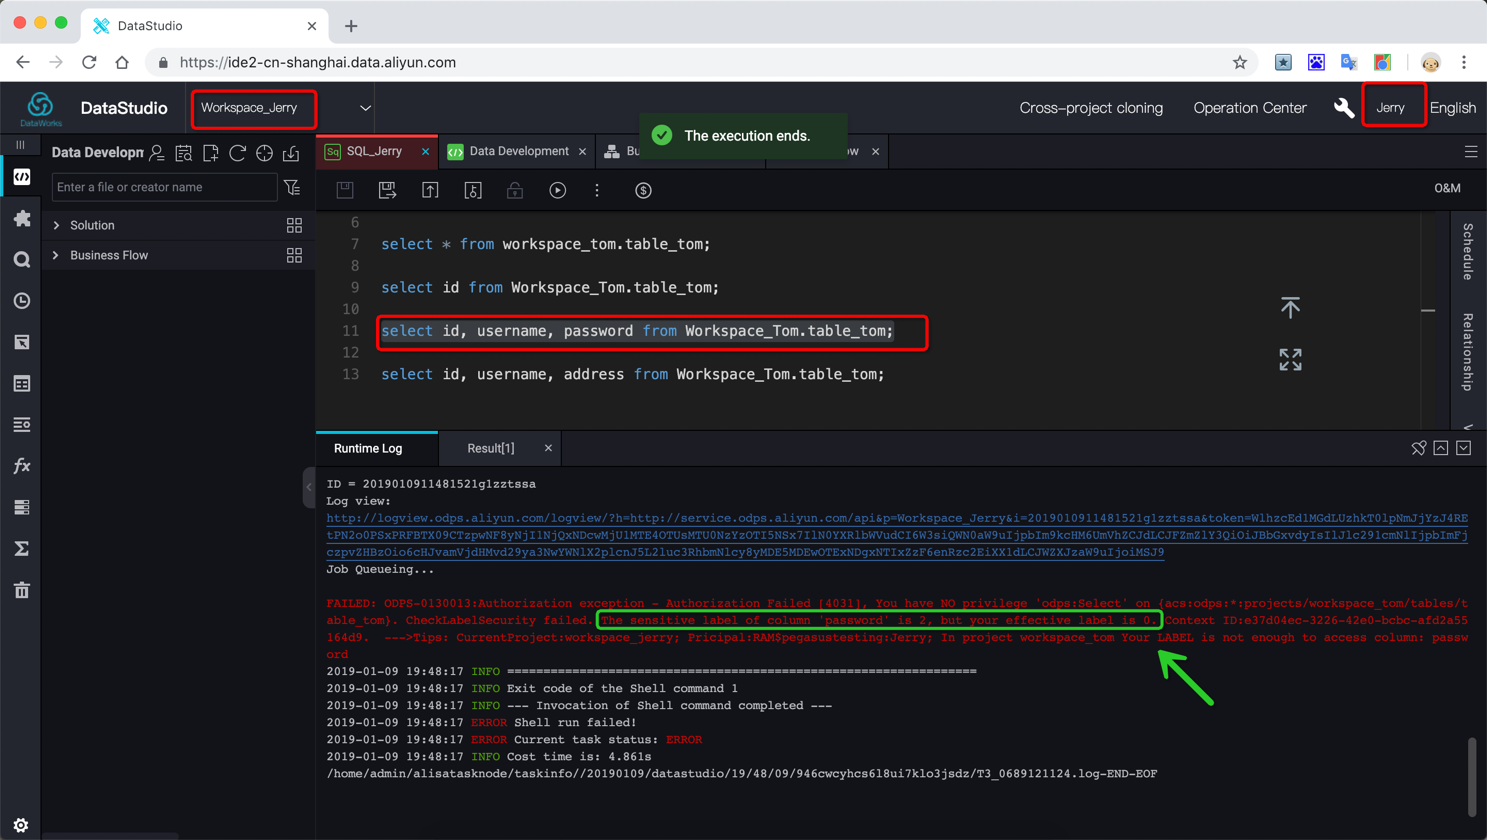 DataStudio
https://ide2-cn-shanghai.data.aliyun.com
DataWorks
DataStudio
Workspace_Jerry
Cross-project cloning
Operation Center
Jerry
English
The execution ends.
Data Developn
Sq SQL_Jerry
Data Development
Bu
ow
Enter a file or creator name
O&M
Solution
Business Flow
6
7 select * from workspace_tom.table_tom;
8
9 select id from Workspace_Tom.table_tom;
10
11 select id, username, password from Workspace_Tom.table_tom;
12
13 select id, username, address from Workspace_Tom.table_tom;
Schedule
Relationship
Runtime Log
Result[1]
ID = 2019010911481521g1zztssa
Log view:
http://logview.odps.aliyun.com/logview/?h=http://service.odps.aliyun.com/api&p=Workspace_Jerry&i=2019010911481521g1zztssa&token=
Job Queueing...
FAILED: ODPS-0130013:Authorization exception - Authorization Failed [4031], You have NO privilege 'odps:Select' on {acs:odps:*:projects/workspace_tom/tables/t
able_tom}. CheckLabelSecurity failed. The sensitive label of column 'password' is 2, but your effective label is 0. Context ID:e37d04ec-3226-42e0-bcbc-afd2a55
164d9. --->Tips: CurrentProject:workspace_jerry; Pricipal:RAM$pegasustesting:Jerry; In project workspace_tom Your LABEL is not enough to access column: passw
ord
2019-01-09 19:48:17 INFO =================================================================
2019-01-09 19:48:17 INFO Exit code of the Shell command 1
2019-01-09 19:48:17 INFO --- Invocation of Shell command completed ---
2019-01-09 19:48:17 ERROR Shell run failed!
2019-01-09 19:48:17 ERROR Current task status: ERROR
2019-01-09 19:48:17 INFO Cost time is: 4.861s
/home/admin/alisatasknode/taskinfo//20190109/datastudio/19/48/09/946cwcyhcs6l8ui7klo3jsdz/T3_0689121124.log-END-EOF